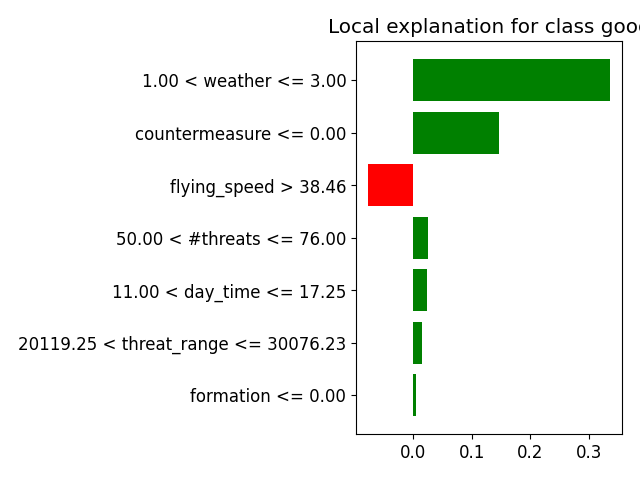 Local explanation for class good
1.00 < weather <= 3.00
countermeasure <= 0.00
flying_speed > 38.46
50.00 < #threats <= 76.00
11.00 < day_time <= 17.25
20119.25 < threat_range <= 30076.23
formation <= 0.00
0.0 0.1 0.2 0.3